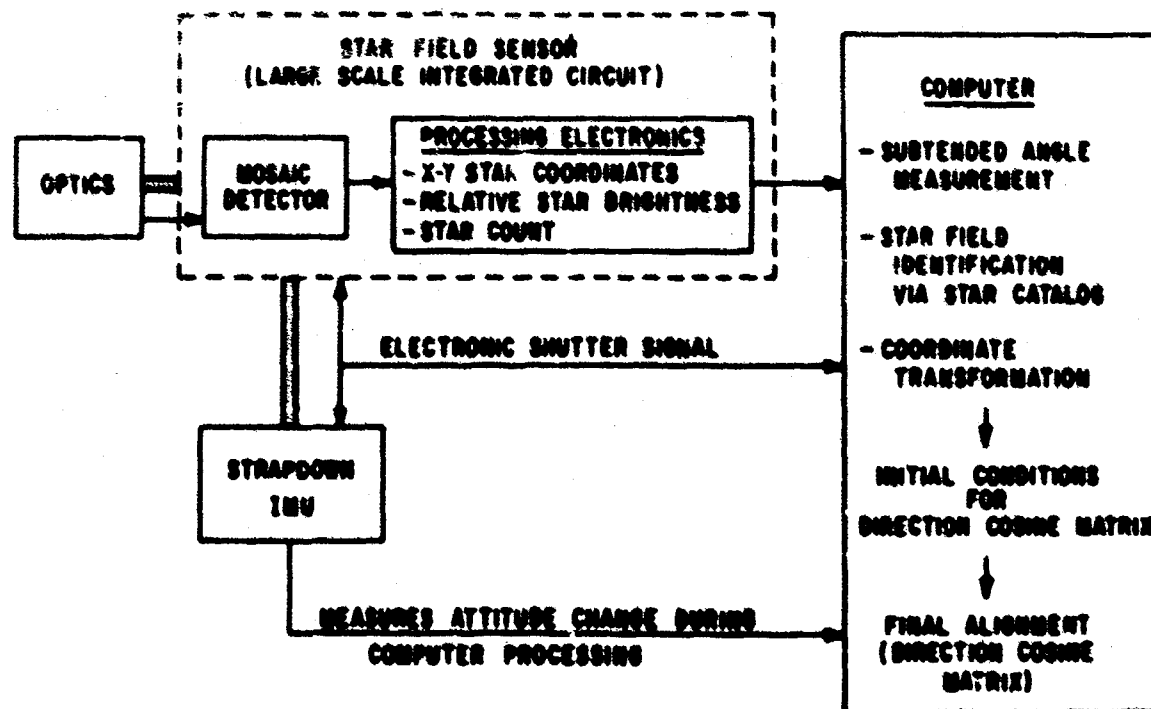 STAR FIELD SENSOR
(LARGE SCALE INTEGRATED CIRCUIT)
OPTICS
MOSAIC
DETECTOR
PROCESSING ELECTRONICS
- X-Y STAR COORDINATES
- RELATIVE STAR BRIGHTNESS
- STAR COUNT
ELECTRONIC SHUTTER SIGNAL
STRAPDOWN
IMU
MEASURES ATTITUDE CHANGE DURING
COMPUTER PROCESSING
COMPUTER
- SUBTENDED ANGLE
MEASUREMENT
- STAR FIELD
IDENTIFICATION
VIA STAR CATALOG
- COORDINATE
TRANSFORMATION
INITIAL CONDITIONS
FOR
DIRECTION COSINE MATRIX
FINAL ALIGNMENT
(DIRECTION COSINE
MATRIX)